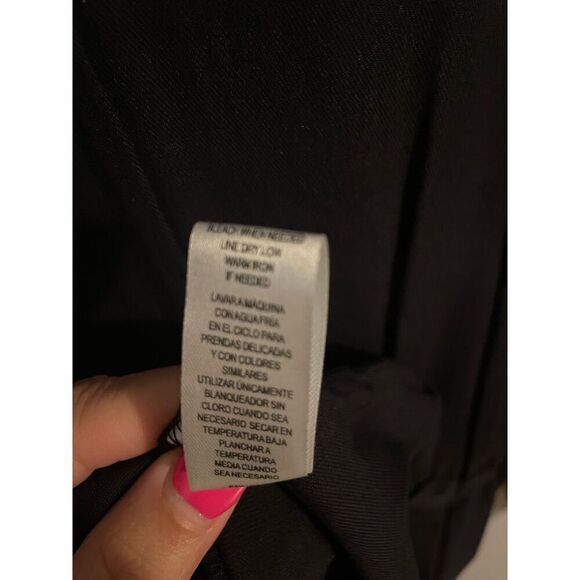 BLEACH WHEN NEEDED
LINE DRY LOW
WARM IRON
IF NEEDED
LAVAR A MÁQUINA
CON AGUA FRÍA
EN EL CICLO PARA
PRENDAS DELICADAS
Y CON COLORES
SIMILARES
UTILIZAR ÚNICAMENTE
BLANQUEADOR SIN
CLORO CUANDO SEA
NECESARIO SECAR EN
TEMPERATURA BAJA
PLANCHAR A
TEMPERATURA
MEDIA CUANDO
SEA NECESARIO